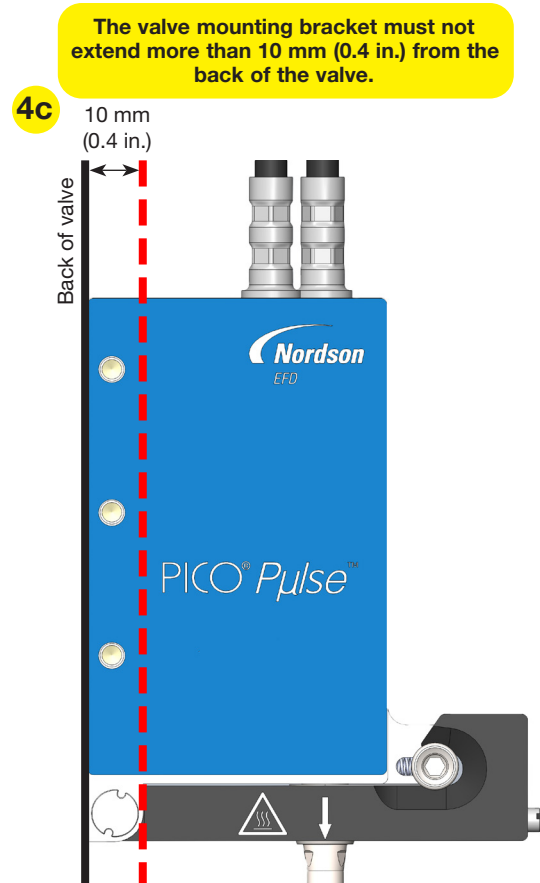 The valve mounting bracket must not
extend more than 10 mm (0.4 in.) from the
back of the valve.
4c
10 mm
(0.4 in.)
Back of valve
Nordson
EFD
PICO® Pµlse™